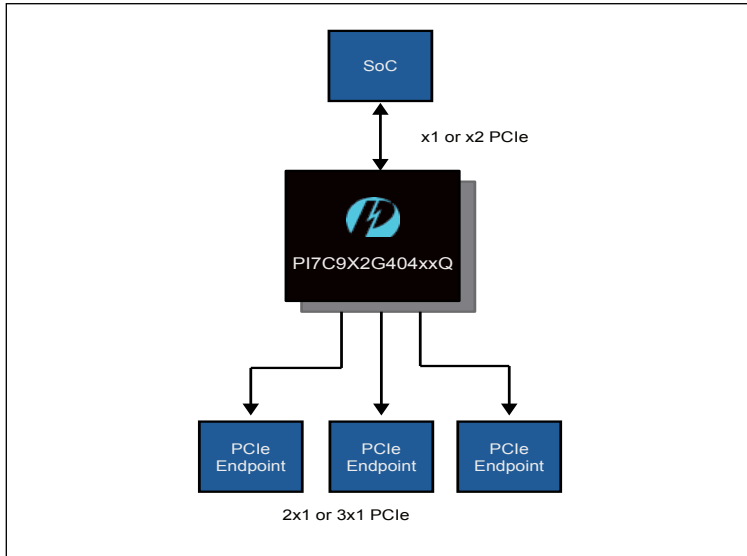 SoC
x1 or x2 PCIe
PI7C9X2G404xxQ
PCIe
Endpoint
PCIe
Endpoint
PCIe
Endpoint
2x1 or 3x1 PCIe